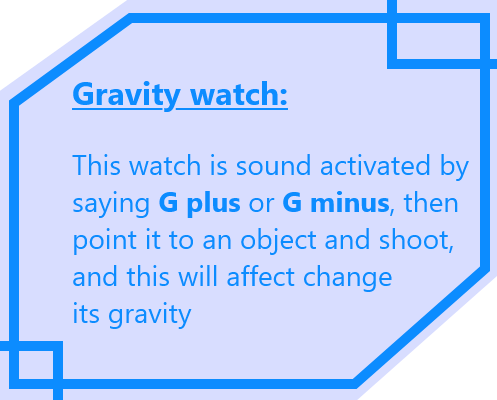 Gravity watch:
This watch is sound activated by
saying G plus or G minus, then
point it to an object and shoot,
and this will affect change
its gravity